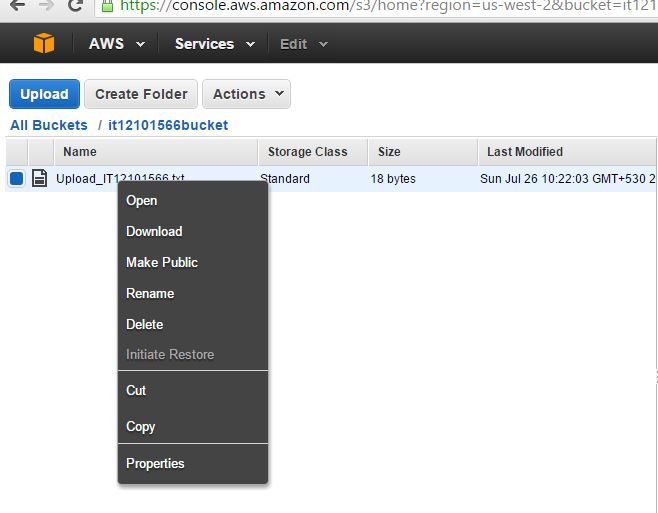 https://console.aws.amazon.com/s3/home?region=us-west-2&bucket=it121
AWS Services Edit
Upload Create Folder Actions
All Buckets / it12101566bucket
Name Storage Class Size Last Modified
Upload_IT12101566.txt Standard 18 bytes Sun Jul 26 10:22:03 GMT+530 2
Open
Download
Make Public
Rename
Delete
Initiate Restore
Cut
Copy
Properties